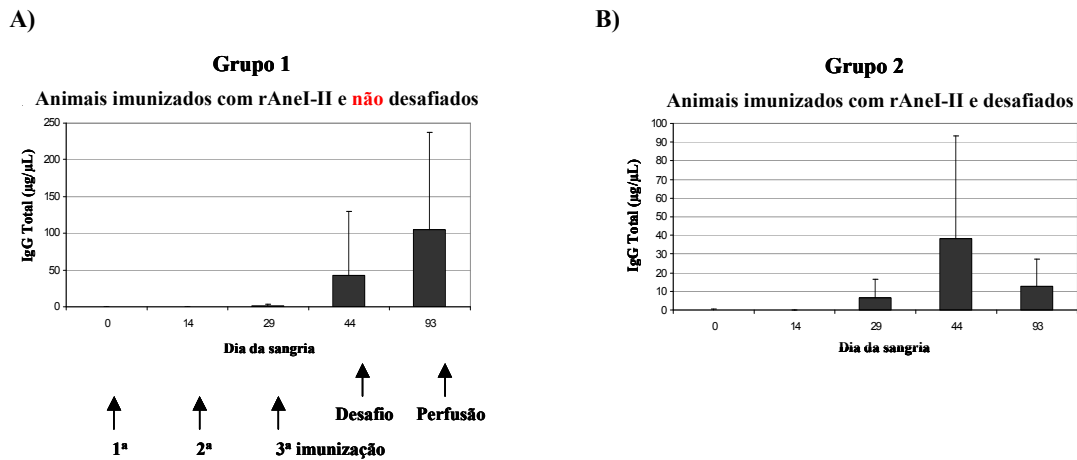 A)
Grupo 1
Animais imunizados com rAneI-II e não desafiados
IgG Total (µg/µL)
250
200
150
100
50
0
0 14 29 44 93
Dia da sangria
Desafio Perfusão
1ª 2ª 3ª imunização
B)
Grupo 2
Animais imunizados com rAneI-II e desafiados
IgG Total (µg/µL)
100
90
80
70
60
50
40
30
20
10
0
0 14 29 44 93
Dia da sangria